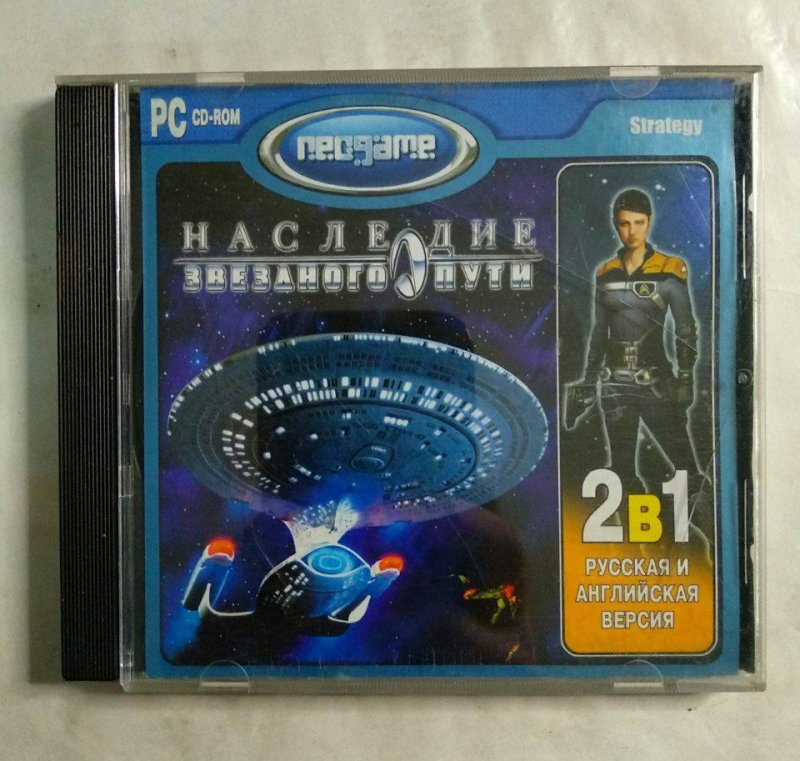 PC CD-ROM
neogame
Strategy
НАСЛЕДИЕ
ЗВЕЗДНОГО ПУТИ
2в1
РУССКАЯ И
АНГЛИЙСКАЯ
ВЕРСИЯ